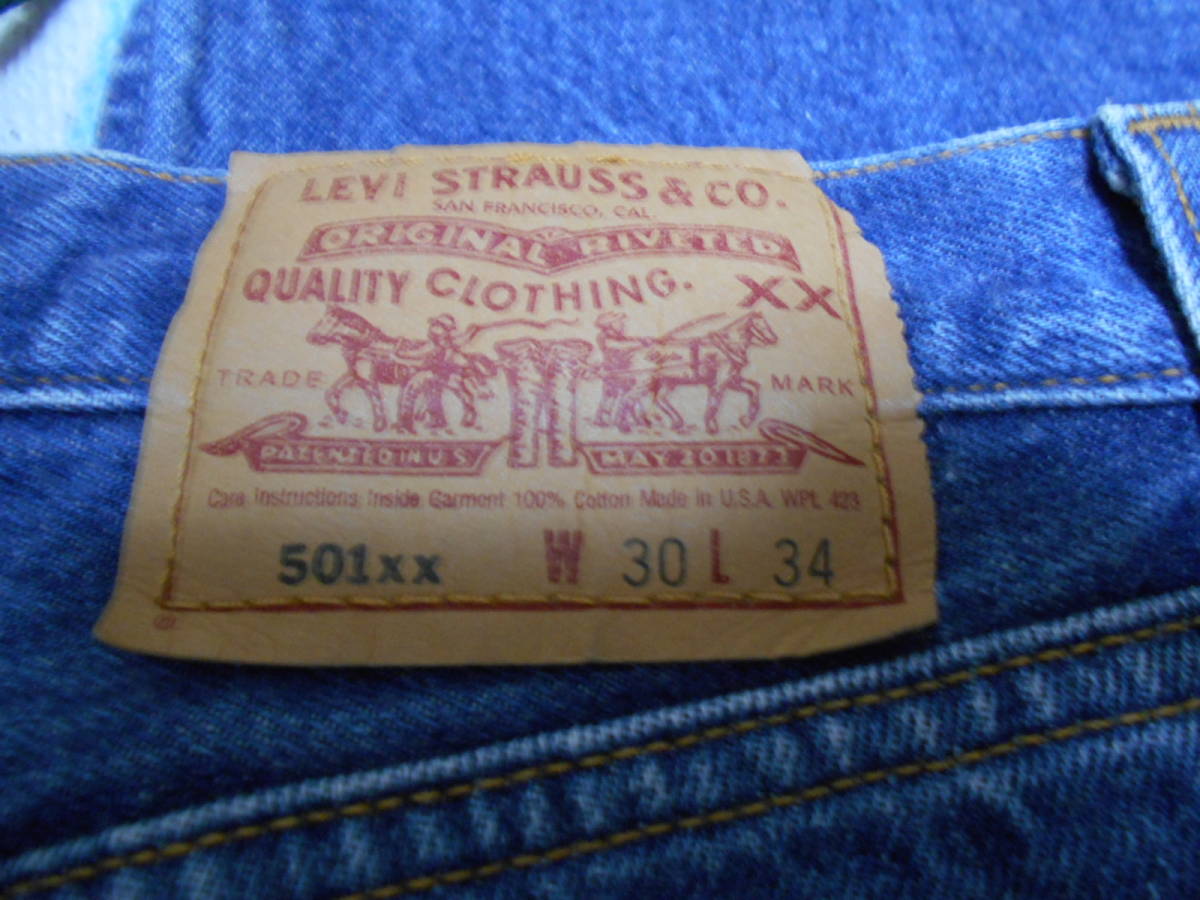 LEVI STRAUSS & CO.
SAN FRANCISCO, CAL.
ORIGINAL RIVETED
QUALITY CLOTHING. XX
TRADE MARK
PATENTED IN U S MAY 20 1873
Care Instructions Inside Garment 100% Cotton Made in U.S.A. WPL 423
501xx W 30 L 34
®